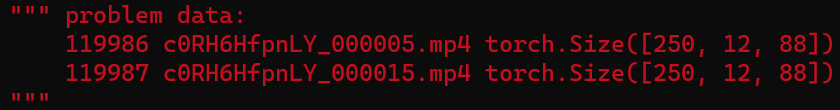 """ problem data:
119986 c0RH6HfpnLY_000005.mp4 torch.Size([250, 12, 88])
119987 c0RH6HfpnLY_000015.mp4 torch.Size([250, 12, 88])
"""